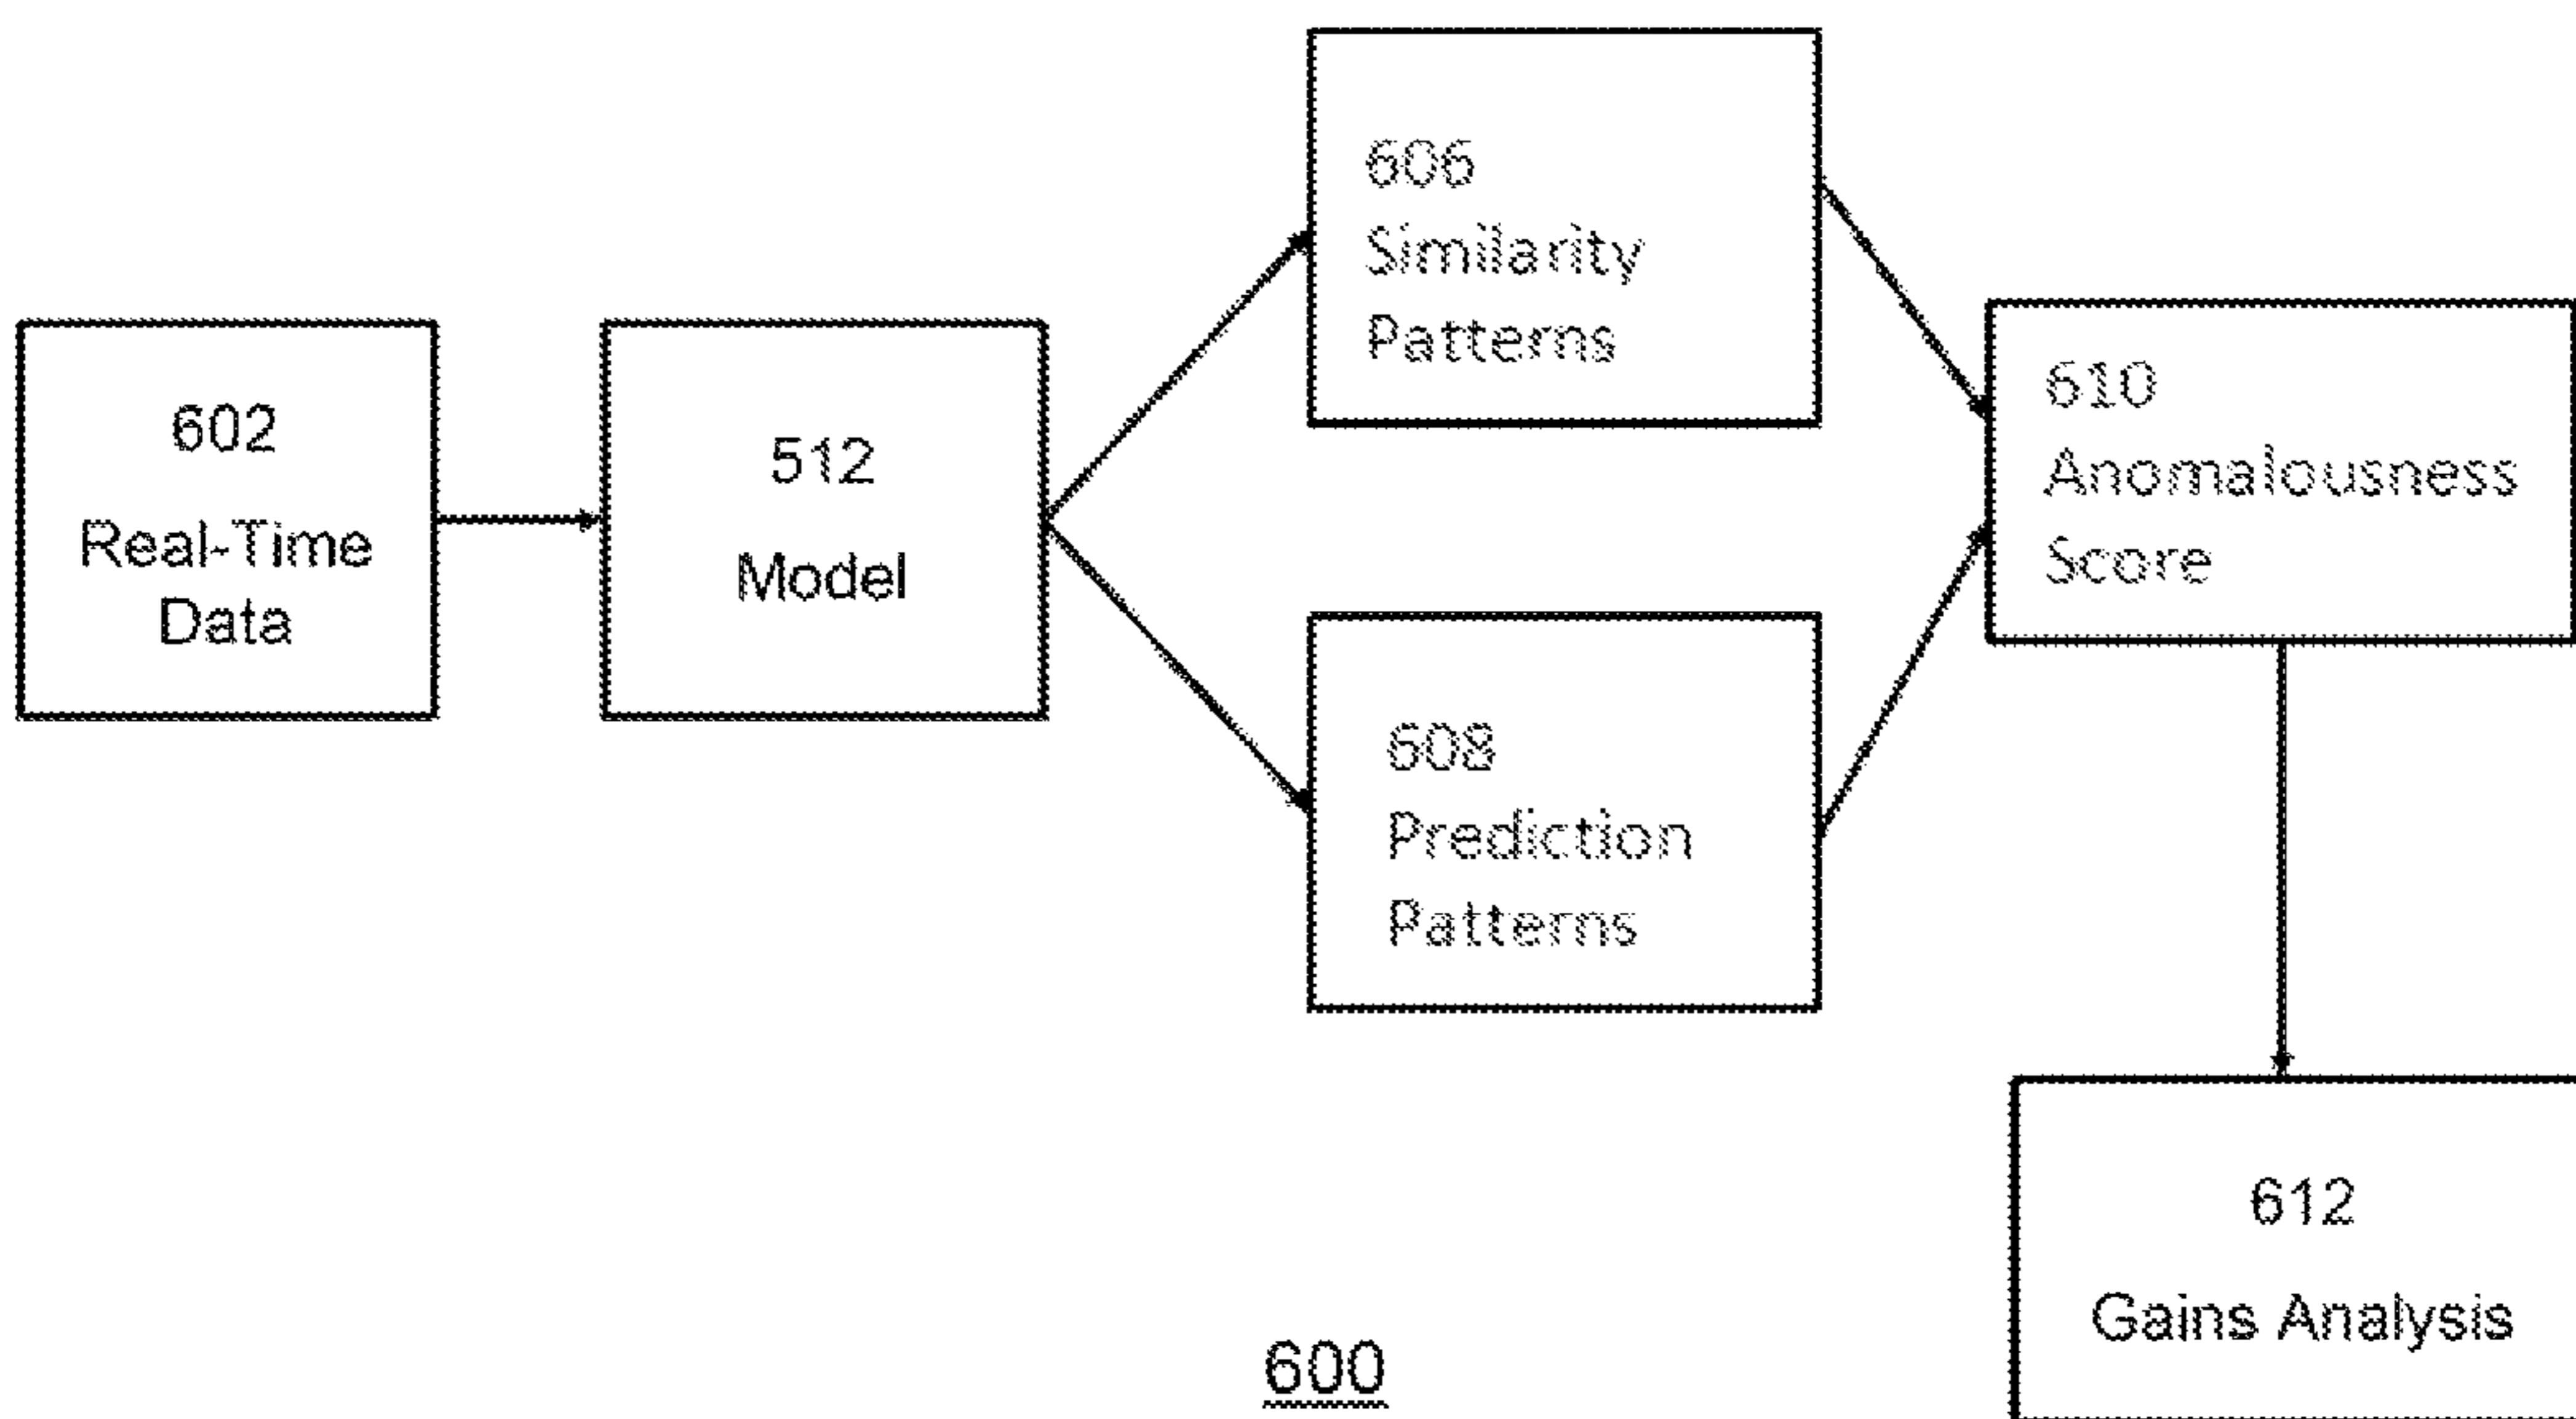 602
Real-Time
Data
512
Model
606
Similarity
Patterns
608
Prediction
Patterns
610
Anomalousness
Score
612
Gains Analysis
600